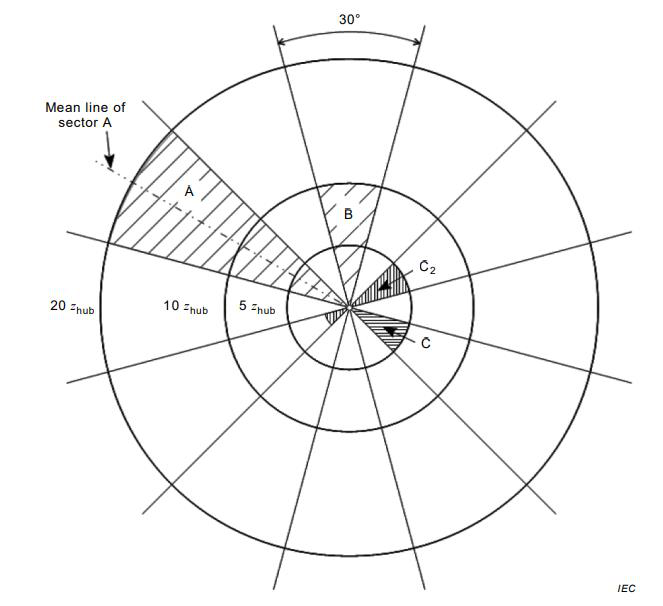 30°
Mean line of
sector A
A
B
C2
20 zhub
10 zhub
5 zhub
C
IEC